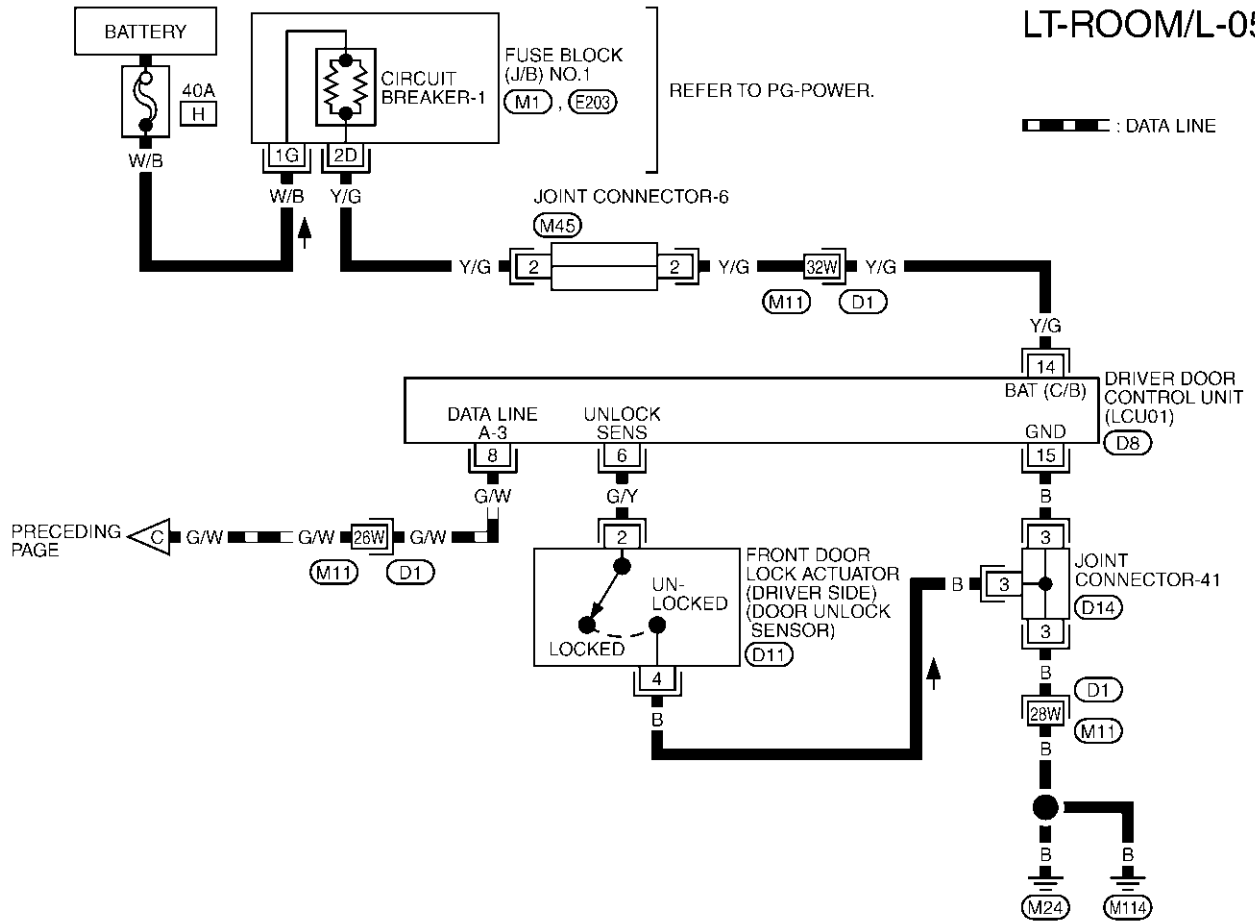 LT-ROOM/L-05
BATTERY
40A
H
FUSE BLOCK
(J/B) NO.1
M1 , E203
CIRCUIT
BREAKER-1
REFER TO PG-POWER.
: DATA LINE
W/B
1G
2D
W/B
Y/G
JOINT CONNECTOR-6
M45
Y/G
2
2
Y/G
32W
Y/G
M11
D1
Y/G
14
BAT (C/B)
DRIVER DOOR
CONTROL UNIT
(LCU01)
D8
DATA LINE
A-3
UNLOCK
SENS
GND
8
6
15
G/W
G/Y
B
PRECEDING
PAGE
C
G/W
G/W
26W
G/W
M11
D1
2
FRONT DOOR
LOCK ACTUATOR
(DRIVER SIDE)
(DOOR UNLOCK
SENSOR)
D11
UN-
LOCKED
LOCKED
4
B
B
3
3
JOINT
CONNECTOR-41
D14
3
B
D1
28W
M11
B
B
B
M24
M114